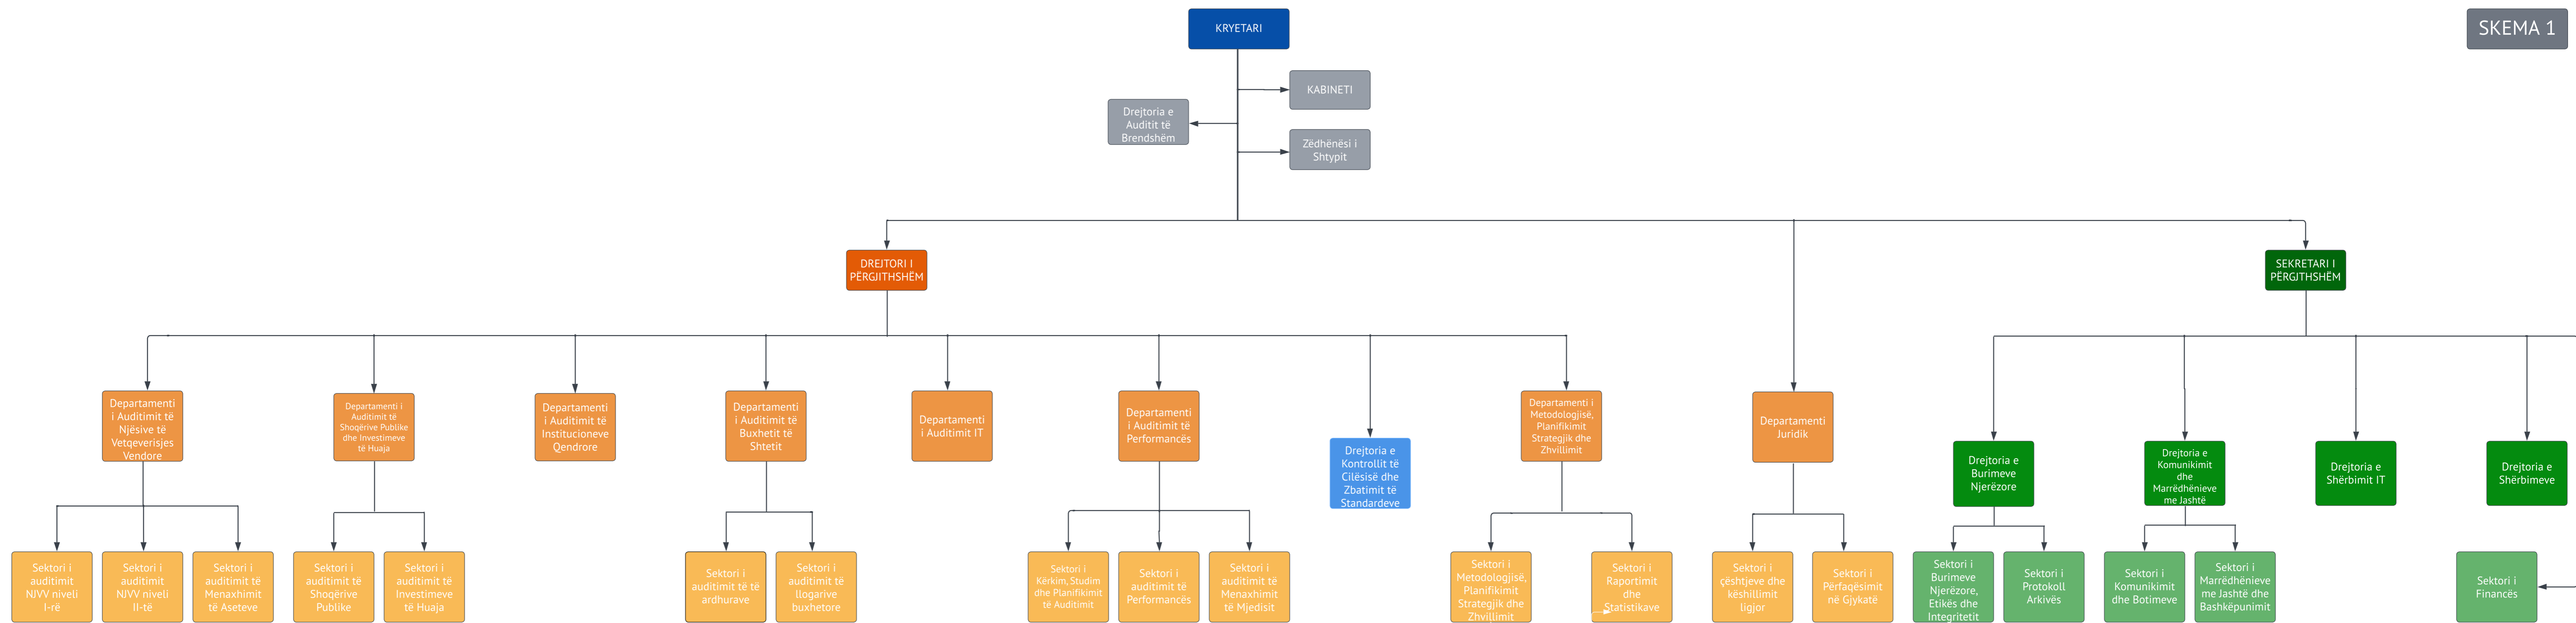 KRYETARI
SKEMA 1
KABINETI
Drejtoria e
Auditit të
Brendshëm
Zëdhënësi i
Shtypit
DREJTORI I
PËRGJITHSHËM
SEKRETARI I
PËRGJTHSHËM
Departamenti
i Auditimit të
Njësive të
Vetqeverisjes
Vendore
Departamenti i
Auditimit të
Shoqërive Publike
dhe Investimeve
të Huaja
Departamenti
i Auditimit të
Institucioneve
Qendrore
Departamenti
i Auditimit të
Buxhetit të
Shtetit
Departamenti
i Auditimit IT
Departamenti
i Auditimit të
Performancës
Drejtoria e
Kontrollit të
Cilësisë dhe
Zbatimit të
Standardeve
Departamenti i
Metodologjisë,
Planifikimit
Strategjik dhe
Zhvillimit
Departamenti
Juridik
Drejtoria e
Burimeve
Njerëzore
Drejtoria e
Komunikimit
dhe
Marrëdhënieve
me Jashtë
Drejtoria e
Shërbimit IT
Drejtoria e
Shërbimeve
Sektori i
auditimit
NJVV niveli
I-rë
Sektori i
auditimit
NJVV niveli
II-të
Sektori i
auditimit të
Menaxhimit
të Aseteve
Sektori i
auditimit të
Shoqërive
Publike
Sektori i
auditimit të
Investimeve
të Huaja
Sektori i
auditimit të të
ardhurave
Sektori i
auditimit të
llogarive
buxhetore
Sektori i
Kërkim, Studim
dhe Planifikimit
të Auditimit
Sektori i
auditimit të
Performancës
Sektori i
auditimit të
Menaxhimit
të Mjedisit
Sektori i
Metodologjisë,
Planifikimit
Strategjik dhe
Zhvillimit
Sektori i
Raportimit
dhe
Statistikave
Sektori i
çështjeve dhe
këshillimit
ligjor
Sektori i
Përfaqësimit
në Gjykatë
Sektori i
Burimeve
Njerëzore,
Etikës dhe
Integritetit
Sektori i
Protokoll
Arkivës
Sektori i
Komunikimit
dhe Botimeve
Sektori i
Marrëdhënieve
me Jashtë dhe
Bashkëpunimit
Sektori i
Financës